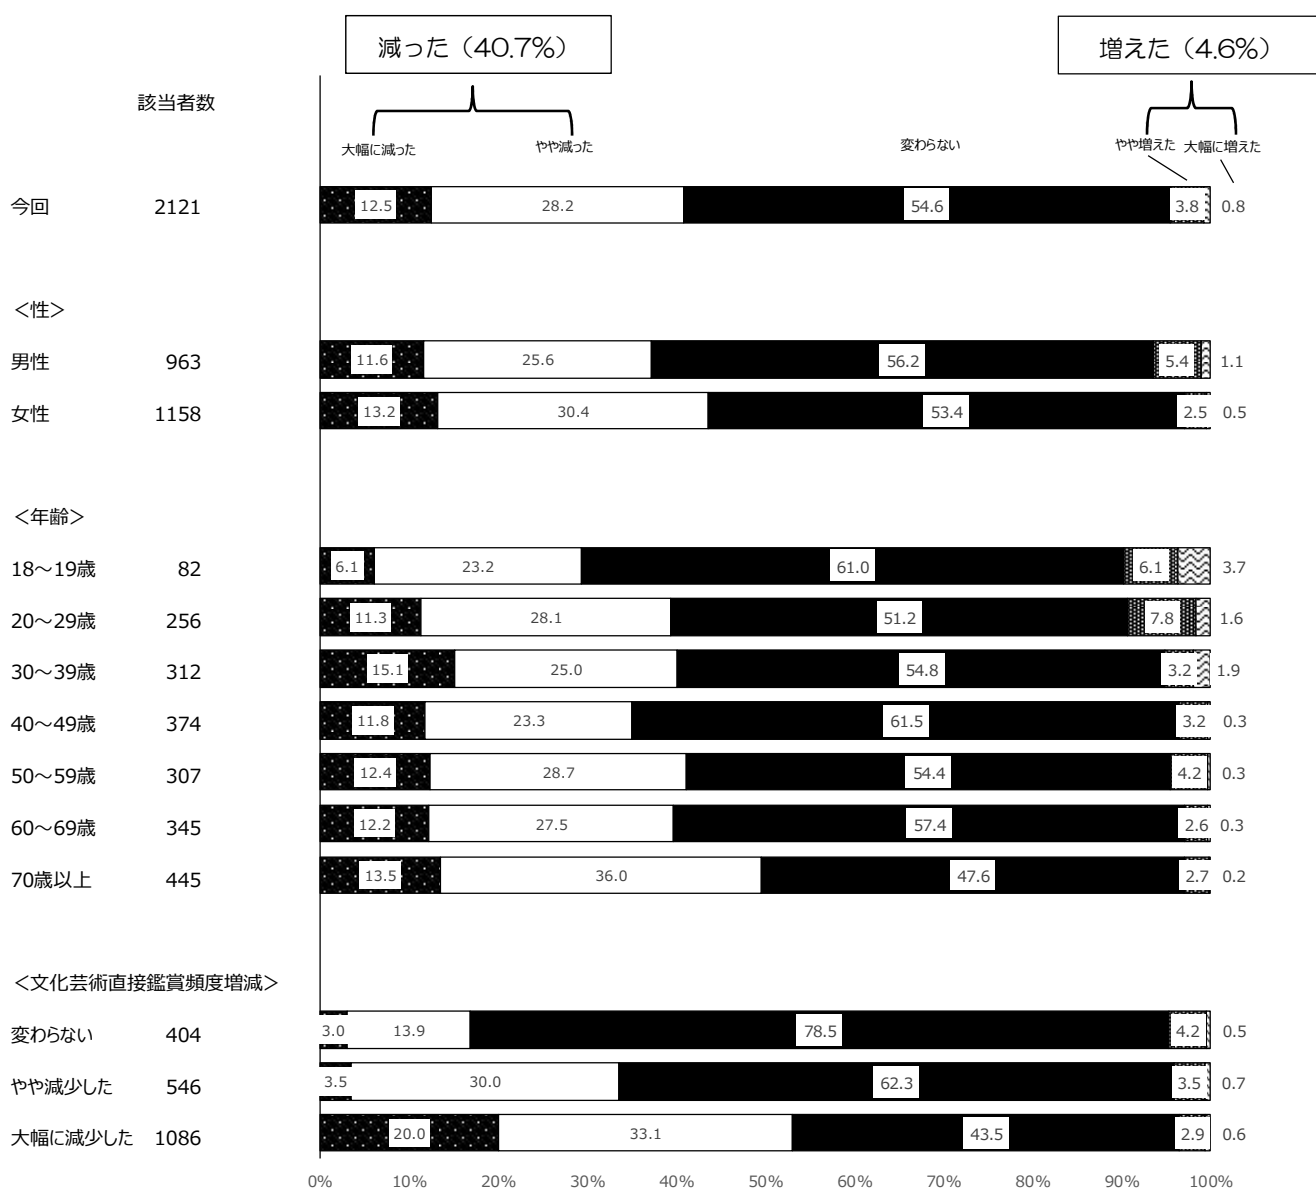 減った（40.7%）
増えた（4.6%）
該当者数
大幅に減った やや減った 変わらない やや増えた 大幅に増えた
今回 2121 12.5 28.2 54.6 3.8 0.8
＜性＞
男性 963 11.6 25.6 56.2 5.4 1.1
女性 1158 13.2 30.4 53.4 2.5 0.5
＜年齢＞
18～19歳 82 6.1 23.2 61.0 6.1 3.7
20～29歳 256 11.3 28.1 51.2 7.8 1.6
30～39歳 312 15.1 25.0 54.8 3.2 1.9
40～49歳 374 11.8 23.3 61.5 3.2 0.3
50～59歳 307 12.4 28.7 54.4 4.2 0.3
60～69歳 345 12.2 27.5 57.4 2.6 0.3
70歳以上 445 13.5 36.0 47.6 2.7 0.2
＜文化芸術直接鑑賞頻度増減＞
変わらない 404 3.0 13.9 78.5 4.2 0.5
やや減少した 546 3.5 30.0 62.3 3.5 0.7
大幅に減少した 1086 20.0 33.1 43.5 2.9 0.6
0% 10% 20% 30% 40% 50% 60% 70% 80% 90% 100%